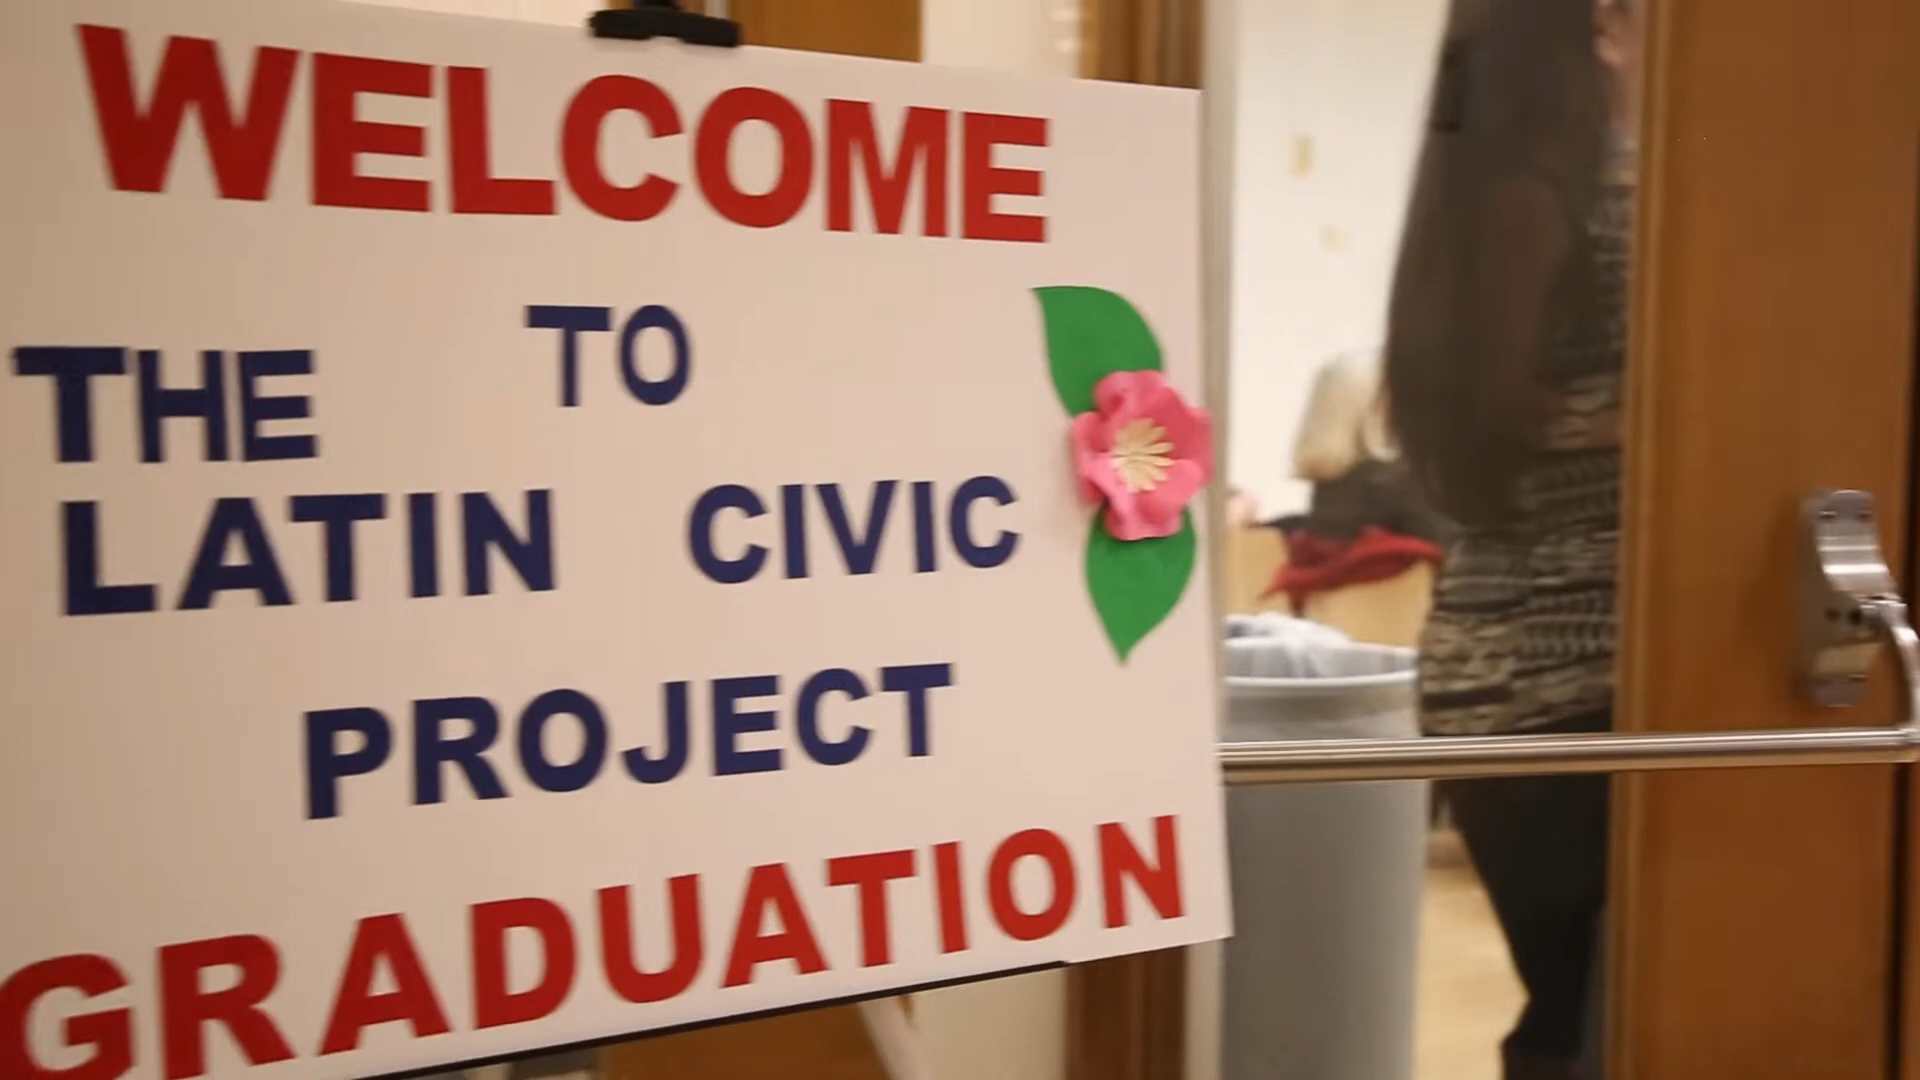 WELCOME
TO
THE
LATIN CIVIC
PROJECT
GRADUATION